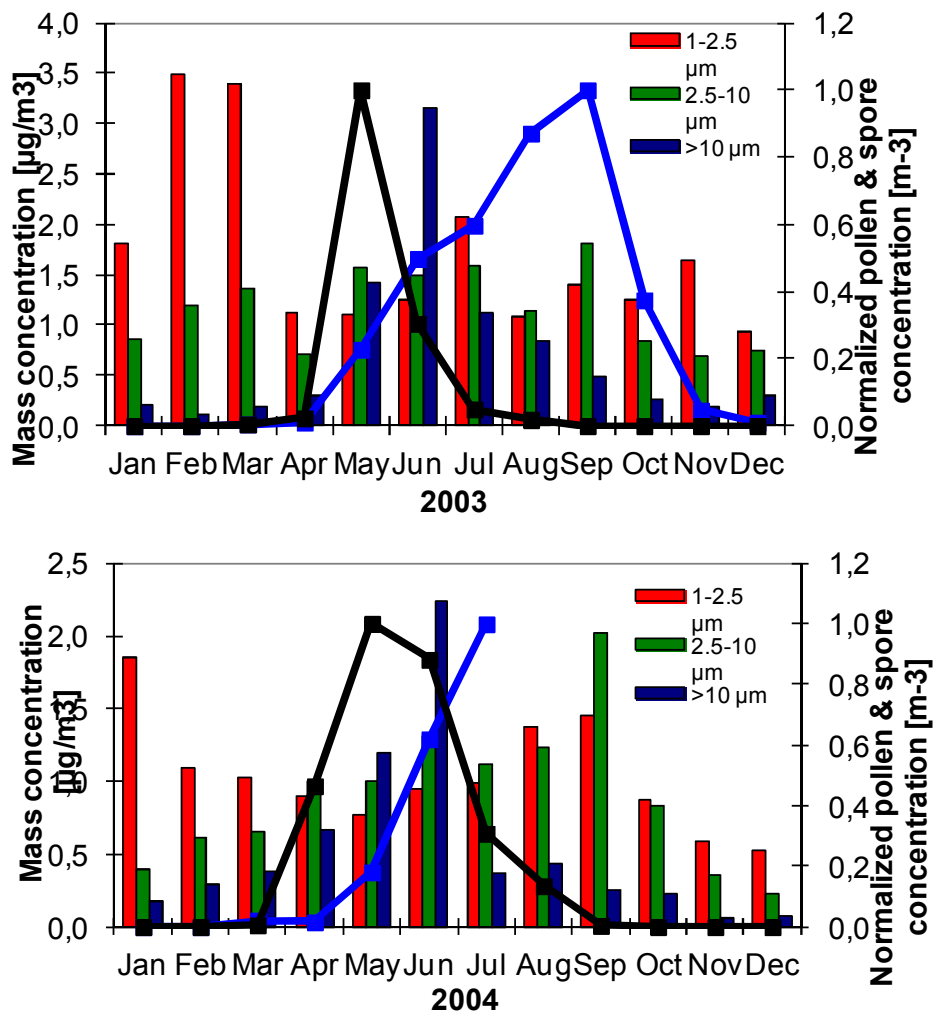 4,0
3,5
3,0
2,5
2,0
1,5
1,0
0,5
0,0
Mass concentration [µg/m3]
1-2.5
µm
2.5-10
µm
>10 µm
1,2
1,0
0,8
0,6
0,4
0,2
0,0
Normalized pollen & spore
concentration [m-3]
Jan Feb Mar Apr May Jun Jul Aug Sep Oct Nov Dec
2003
2,5
2,0
1,5
1,0
0,5
0,0
Mass concentration
[µg/m3]
1-2.5
µm
2.5-10
µm
>10 µm
1,2
1,0
0,8
0,6
0,4
0,2
0,0
Normalized pollen & spore
concentration [m-3]
Jan Feb Mar Apr May Jun Jul Aug Sep Oct Nov Dec
2004